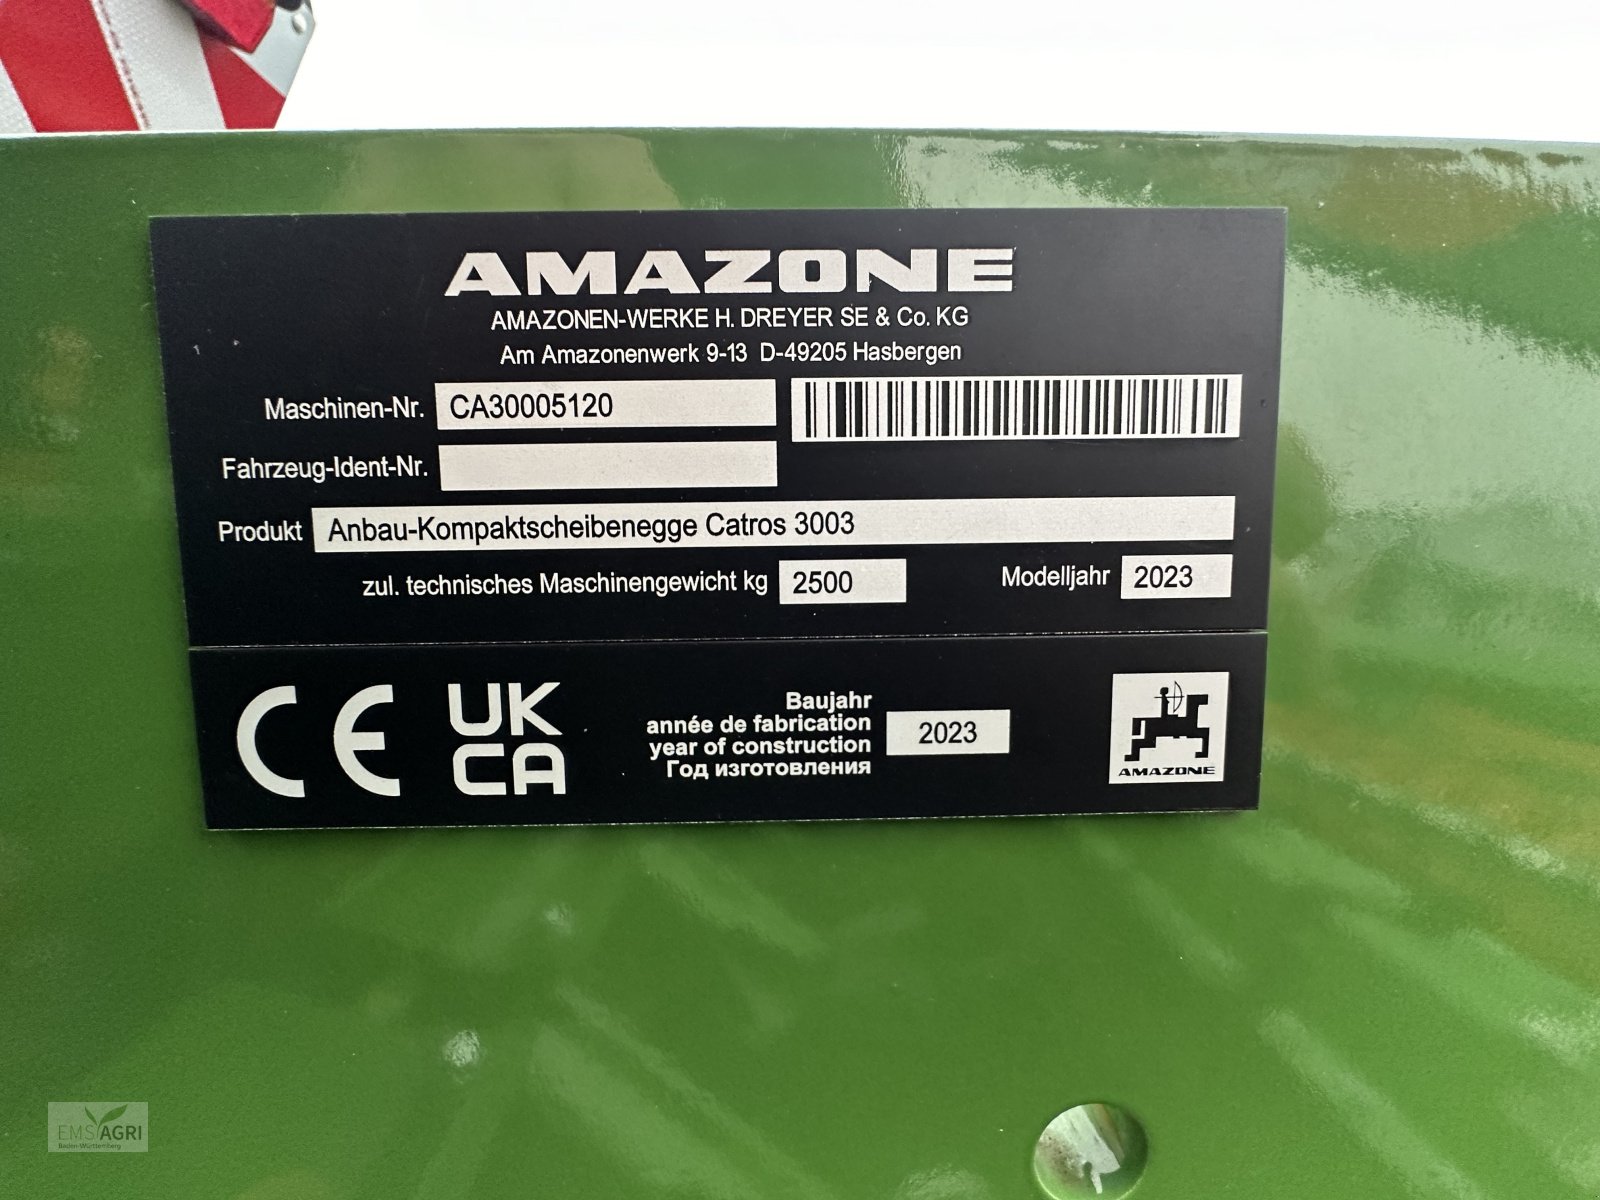 AMAZONE
AMAZONEN-WERKE H. DREYER SE & Co. KG
Am Amazonenwerk 9-13 D-49205 Hasbergen
Maschinen-Nr. CA30005120
Fahrzeug-Ident-Nr.
Produkt Anbau-Kompaktscheibenegge Catros 3003
zul. technisches Maschinengewicht kg 2500 Modelljahr 2023
CE
UK
CA
Baujahr
année de fabrication
year of construction
Год изготовления
2023
AMAZONE
EMS AGRI
Baden-Württemberg